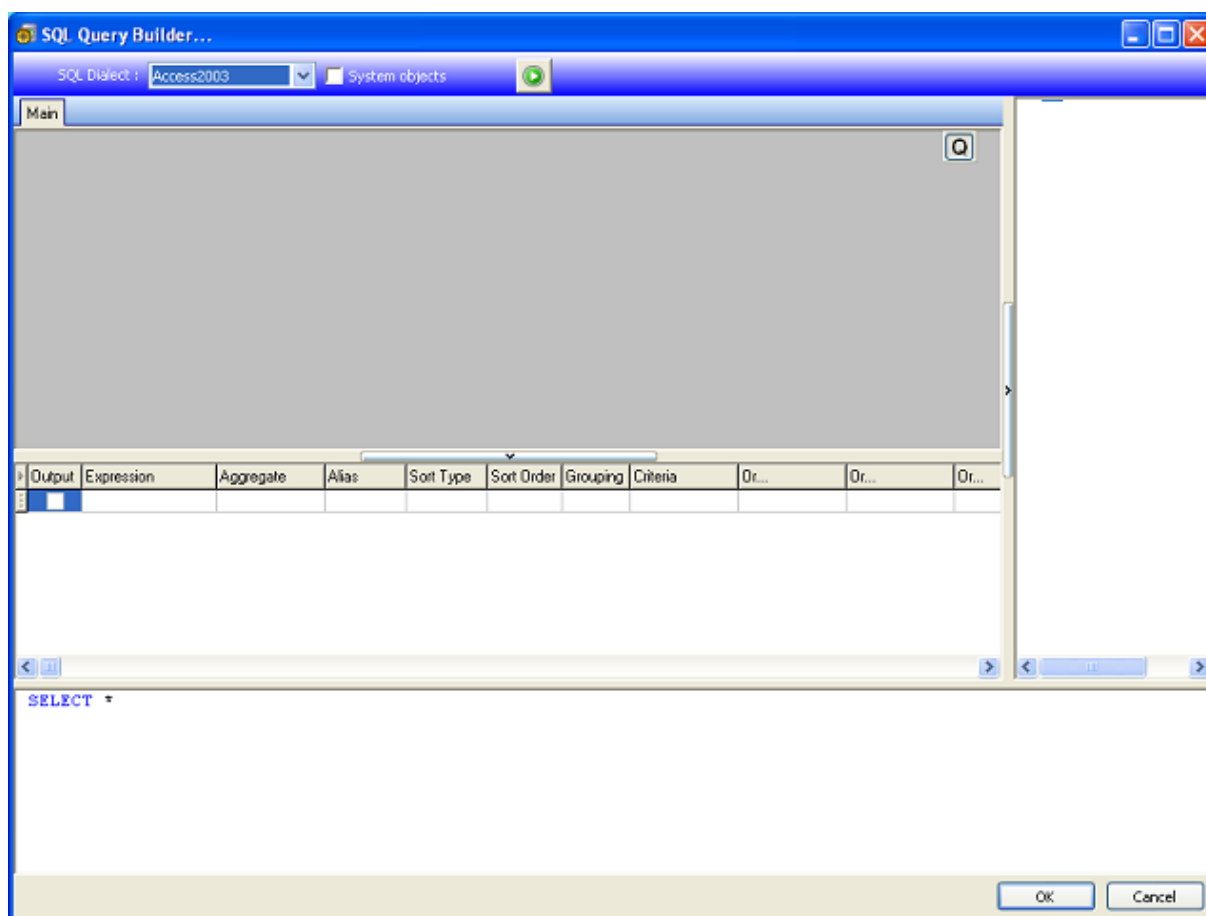 SQL Query Builder...
SQL Dialect : Access2003 System objects
Main
Q
Output Expression Aggregate Alias Sort Type Sort Order Grouping Criteria Or... Or... Or...
SELECT *
OK Cancel